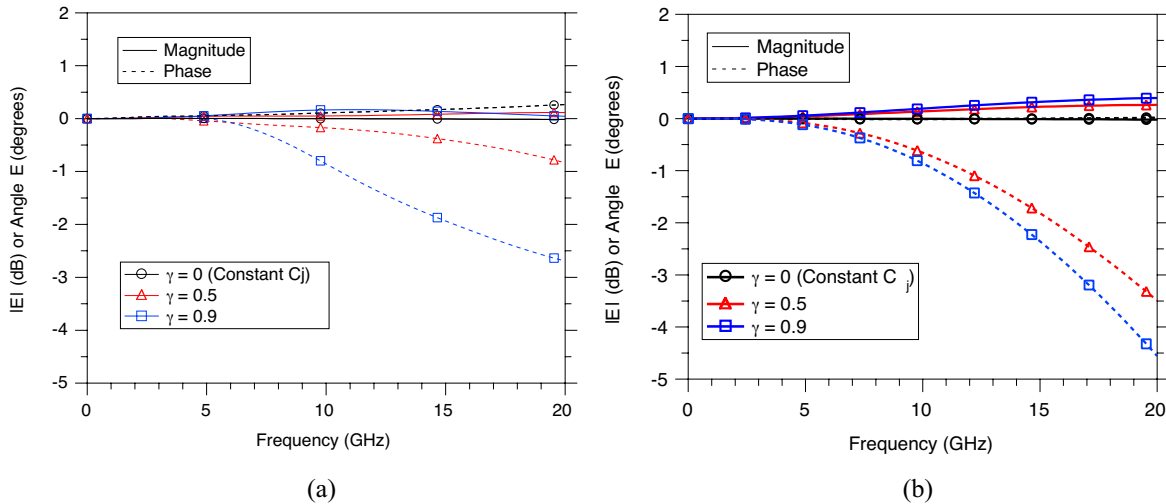 2
1
0
-1
-2
-3
-4
-5
|E| (dB) or Angle E (degrees)
Magnitude
Phase
γ = 0 (Constant Cj)
γ = 0.5
γ = 0.9
0 5 10 15 20
Frequency (GHz)
(a)
2
1
0
-1
-2
-3
-4
-5
|E| (dB) or Angle E (degrees)
Magnitude
Phase
γ = 0 (Constant C j)
γ = 0.5
γ = 0.9
0 5 10 15 20
Frequency (GHz)
(b)